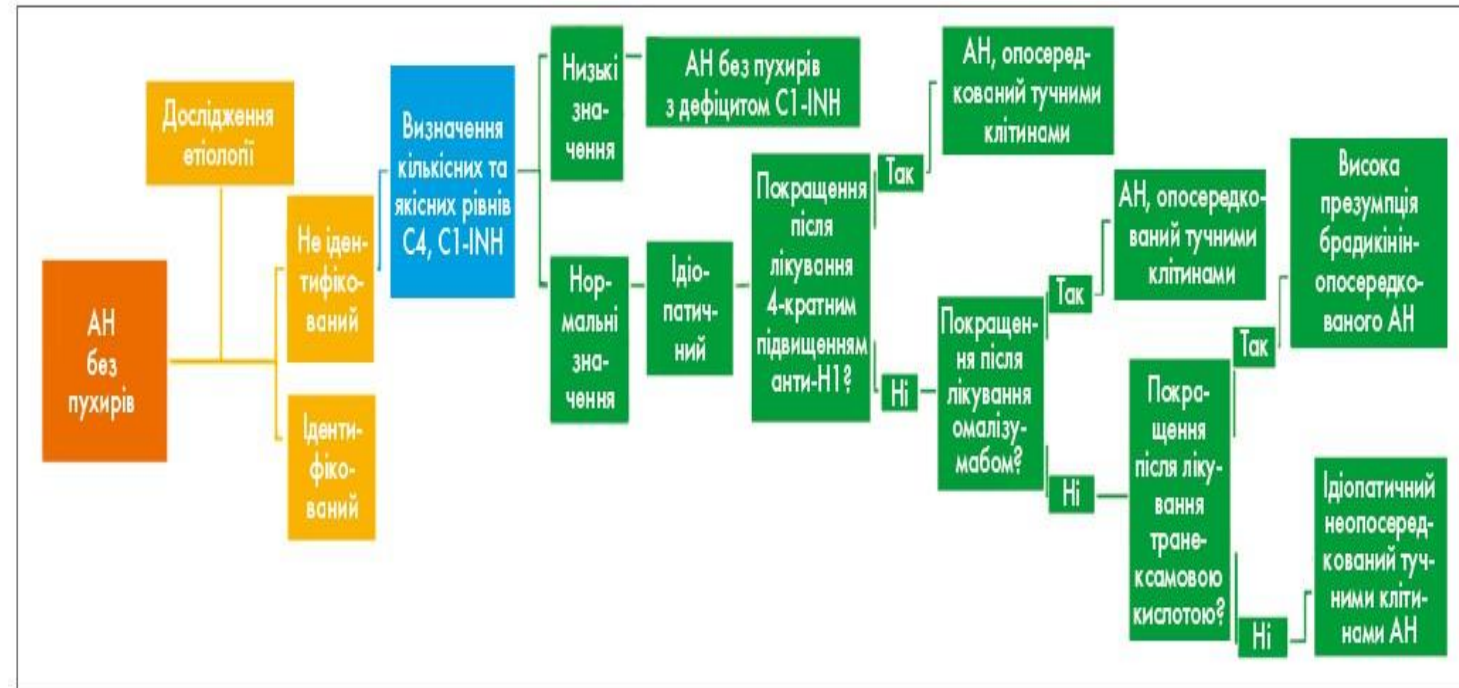 АН
без
пухирів
Дослідження
етіології
Не іден-
тифіко-
ваний
Іденти-
фіко-
ваний
Визначення
кількісних та
якісних рівнів
С4, С1-INH
Низькі
зна-
чення
АН без пухирів
з дефіцитом С1-INH
Нор-
мальні
зна-
чення
Ідіо-
патич-
ний
Покращення
після
лікування
4-кратним
підвищенням
анти-Н1?
Так
АН, опосеред-
кований тучними
клітинами
Ні
Покращен-
ня після
лікування
омалізу-
мабом?
Так
АН, опосередко-
ваний тучними
клітинами
Ні
Покра-
щення
після ліку-
вання
тране-
ксамовою
кислотою?
Так
Висока
презумпція
брадикінін-
опосередко-
ваного АН
Ні
Ідіопатичний
неопосеред-
кований туч-
ними кліти-
нами АН